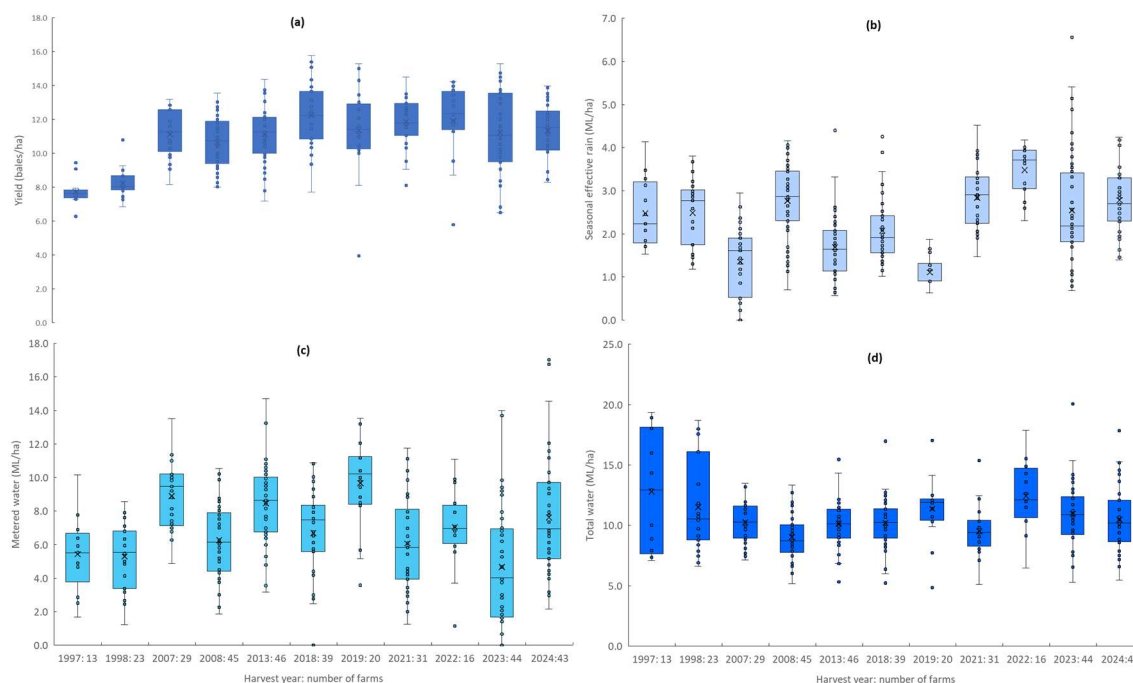 (a)
18.0
16.0
14.0
12.0
10.0
8.0
6.0
4.0
2.0
0.0
Yield (bales/ha)
(b)
7.0
6.0
5.0
4.0
3.0
2.0
1.0
0.0
Seasonal effective rain (ML/ha)
(c)
18.0
16.0
14.0
12.0
10.0
8.0
6.0
4.0
2.0
0.0
Metered water (ML/ha)
1997: 13 1998: 23 2007: 29 2008: 45 2013: 46 2018: 39 2019: 20 2021: 31 2022: 16 2023: 44 2024: 43
Harvest year: number of farms
(d)
25.0
20.0
15.0
10.0
5.0
0.0
Total water (ML/ha)
1997: 13 1998: 23 2007: 29 2008: 45 2013: 46 2018: 39 2019: 20 2021: 31 2022: 16 2023: 44 2024: 4
Harvest year: number of farms